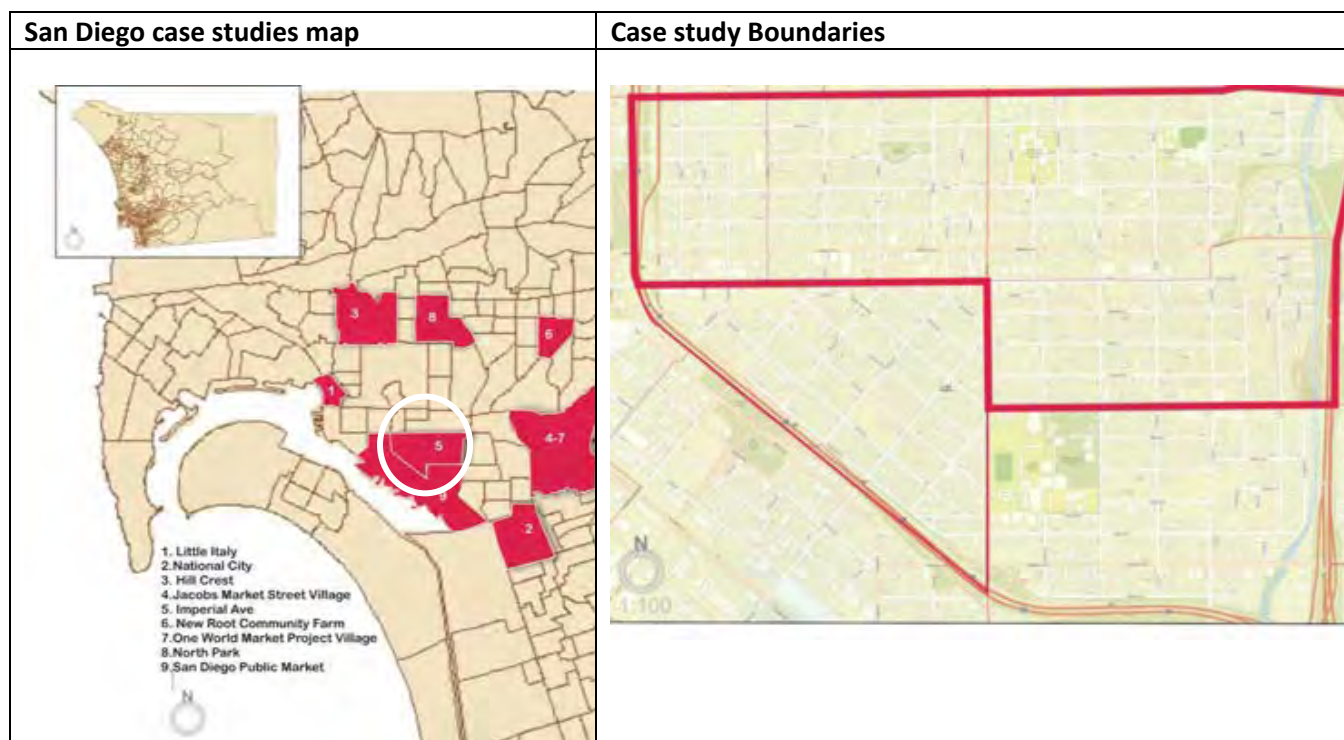 San Diego case studies map
Case study Boundaries
3
8
6
1
5
4-7
9
2
1. Little Italy
2.National City
3. Hill Crest
4.Jacobs Market Street Village
5. Imperial Ave
6. New Root Community Farm
7.One World Market Project Village
8.North Park
9.San Diego Public Market
N
N
1:100